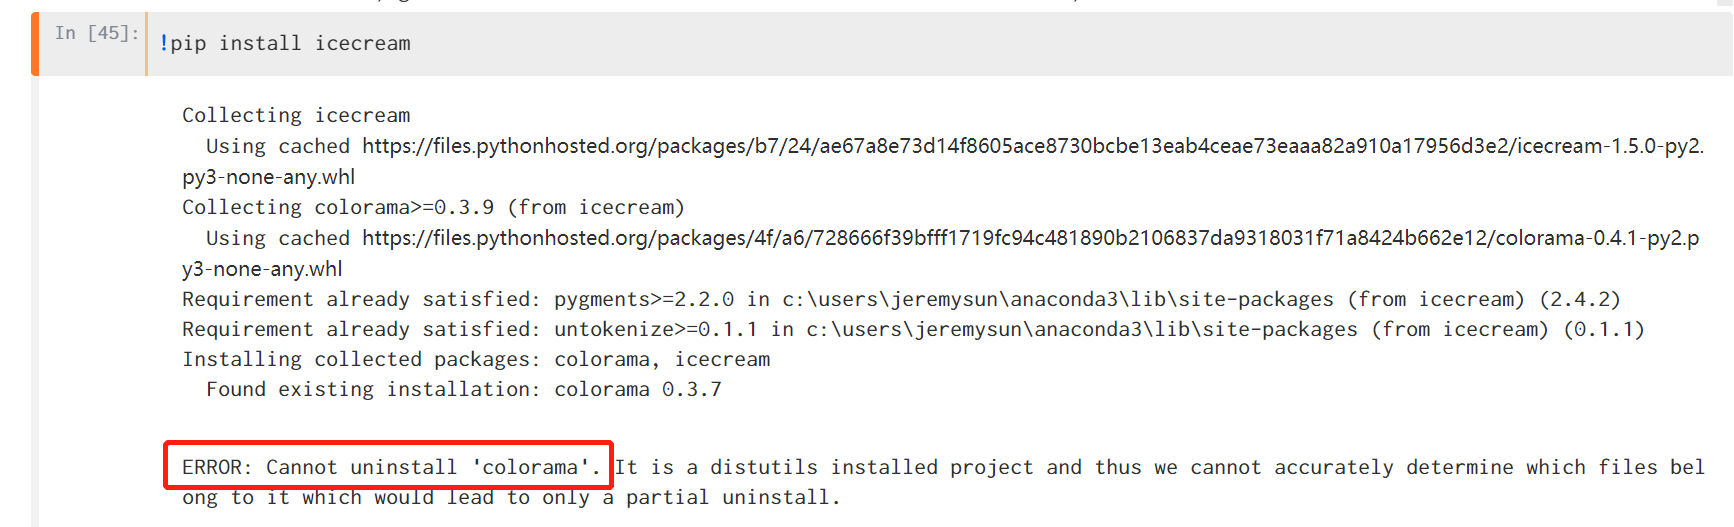 In [45]: !pip install icecream
Collecting icecream
Using cached https://files.pythonhosted.org/packages/b7/24/ae67a8e73d14f8605ace8730bcbe13eab4ceae73eaaa82a910a17956d3e2/icecream-1.5.0-py2.
py3-none-any.whl
Collecting colorama>=0.3.9 (from icecream)
Using cached https://files.pythonhosted.org/packages/4f/a6/728666f39bfff1719fc94c481890b2106837da9318031f71a8424b662e12/colorama-0.4.1-py2.p
y3-none-any.whl
Requirement already satisfied: pygments>=2.2.0 in c:\users\jeremysun\anaconda3\lib\site-packages (from icecream) (2.4.2)
Requirement already satisfied: untokenize>=0.1.1 in c:\users\jeremysun\anaconda3\lib\site-packages (from icecream) (0.1.1)
Installing collected packages: colorama, icecream
Found existing installation: colorama 0.3.7
ERROR: Cannot uninstall 'colorama'. It is a distutils installed project and thus we cannot accurately determine which files bel
ong to it which would lead to only a partial uninstall.